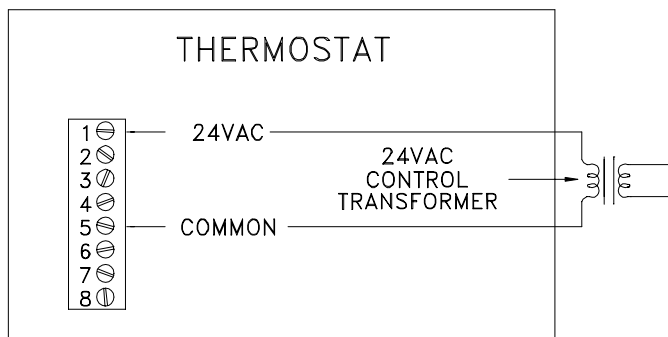 THERMOSTAT
1 24VAC
2
3
4
5 COMMON
6
7
8
24VAC
CONTROL
TRANSFORMER